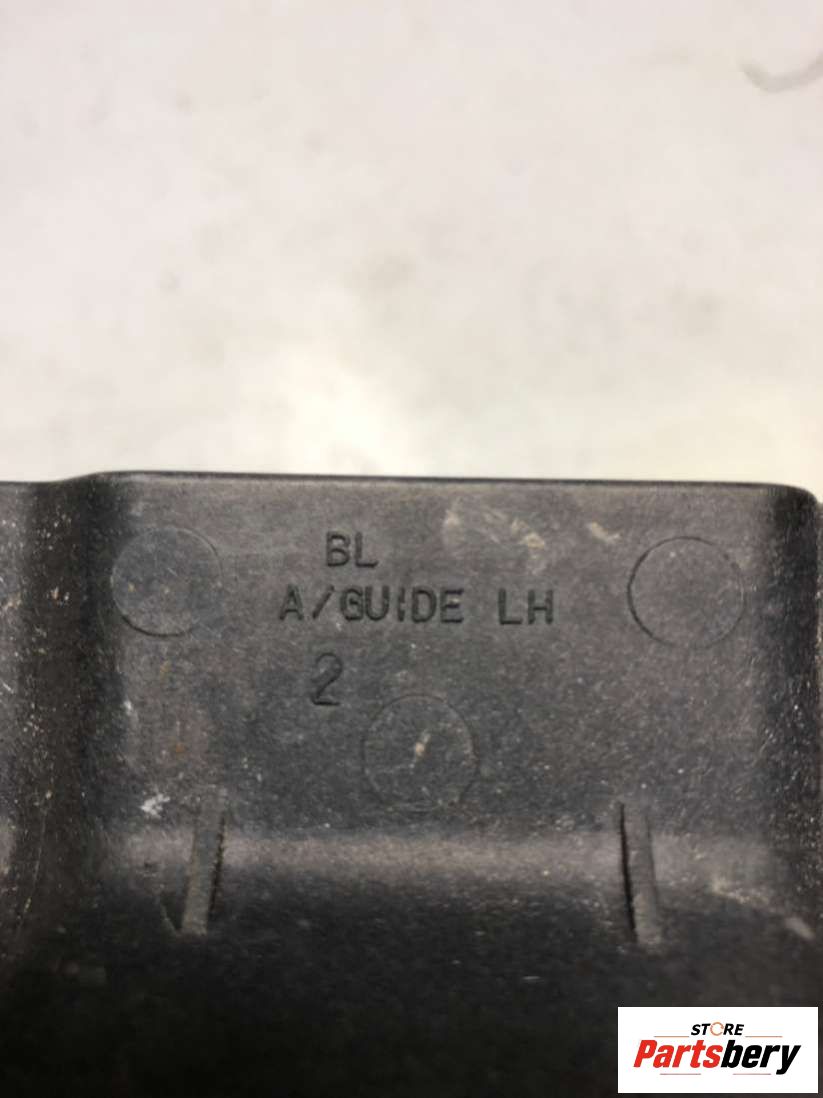 BL
A/GUIDE LH
2
STORE
Partsbery